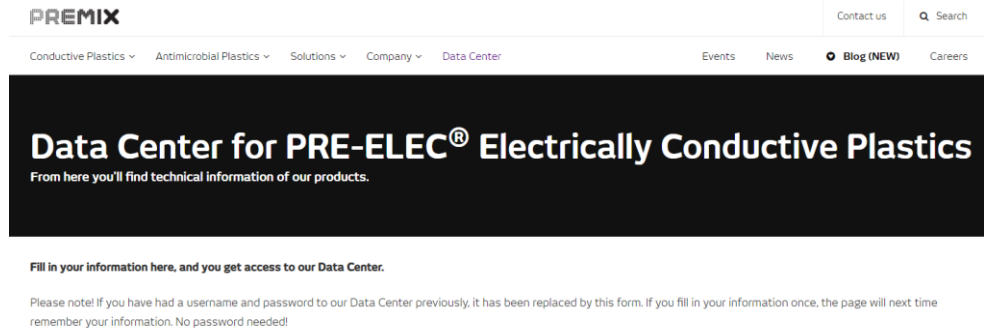 PREMIX
Contact us
Search
Conductive Plastics
Antimicrobial Plastics
Solutions
Company
Data Center
Events
News
Blog (NEW)
Careers
Data Center for PRE-ELEC® Electrically Conductive Plastics
From here you'll find technical information of our products.
Fill in your information here, and you get access to our Data Center.
Please note! If you have had a username and password to our Data Center previously, it has been replaced by this form. If you fill in your information once, the page will next time
remember your information. No password needed!